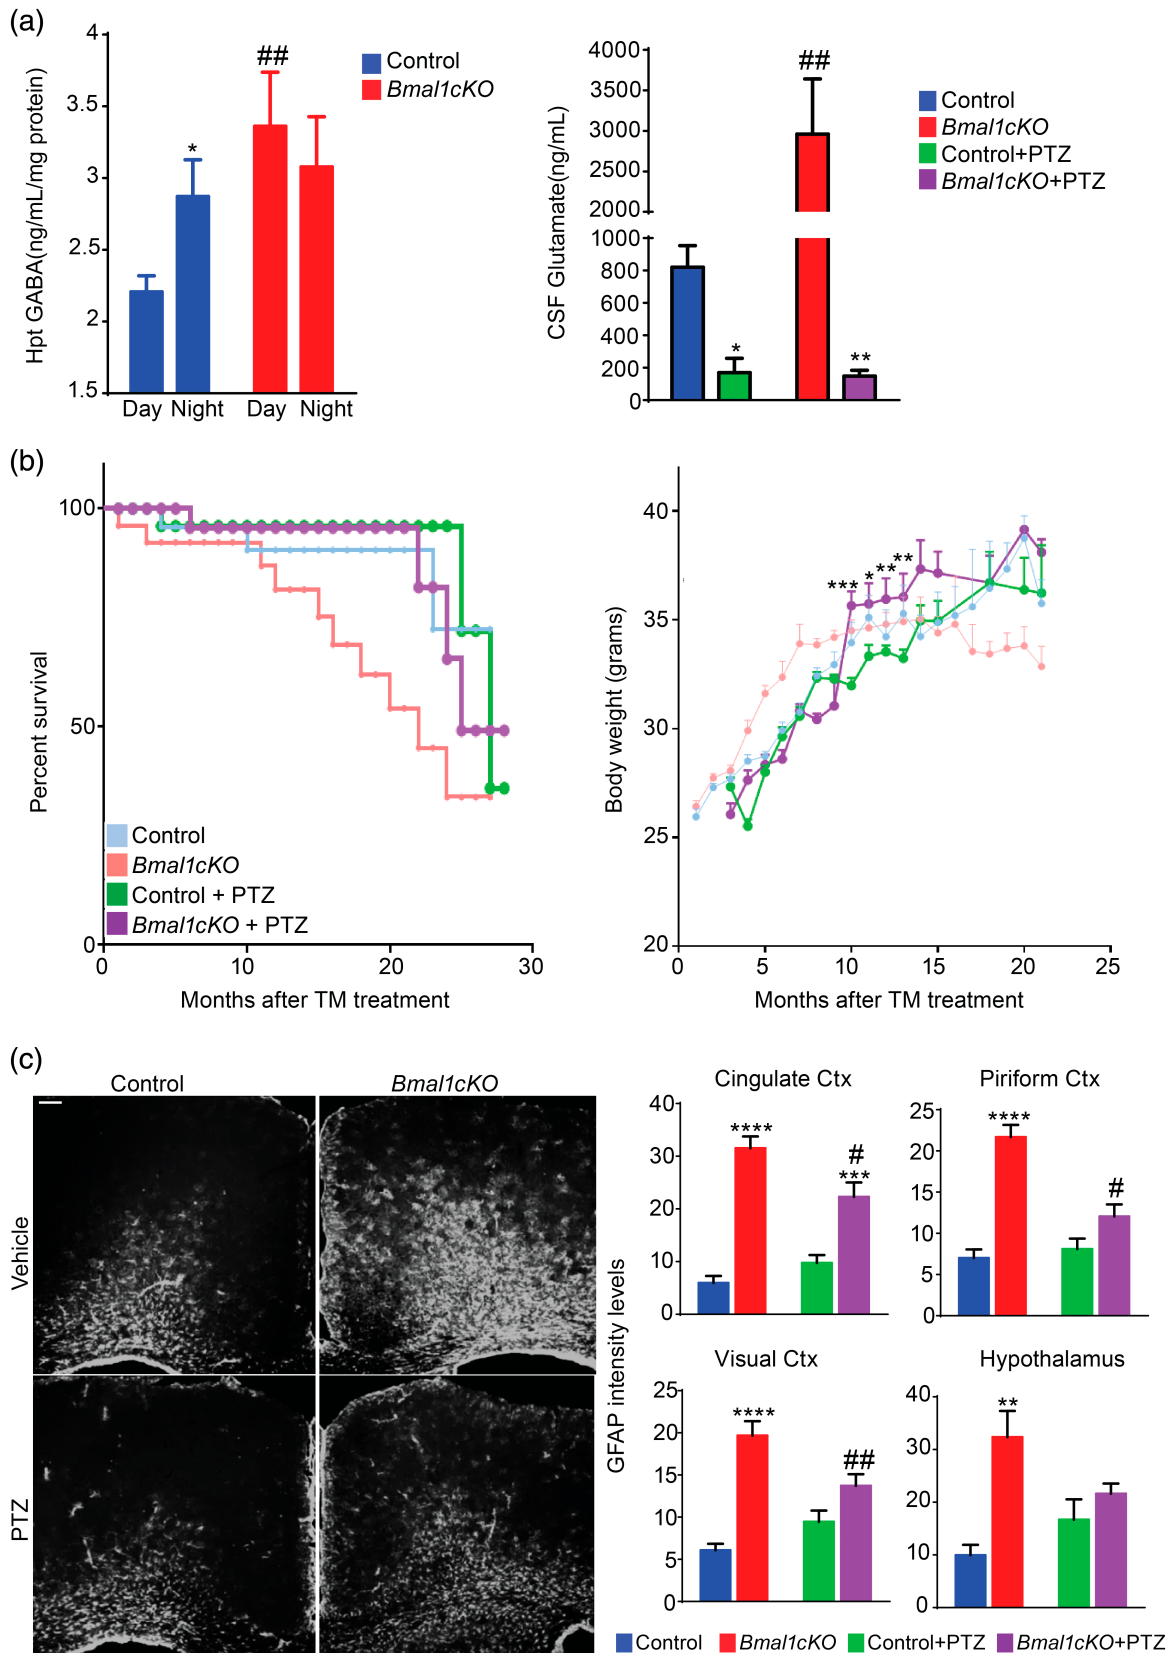 (a)
4
3.5
3
2.5
2
1.5
Hpt GABA(ng/mL/mg protein)
*
##
Day Night Day Night
Control
Bmal1cKO
4000
3500
3000
2500
2000
1000
800
600
400
200
0
CSF Glutamate(ng/mL)
*
##
**
Control
Bmal1cKO
Control+PTZ
Bmal1cKO+PTZ
(b)
100
50
0
Percent survival
Control
Bmal1cKO
Control + PTZ
Bmal1cKO + PTZ
0 10 20 30
Months after TM treatment
40
35
30
25
20
Body weight (grams)
*** * ** **
0 5 10 15 20 25
Months after TM treatment
(c)
Control Bmal1cKO
Vehicle
PTZ
GFAP intensity levels
Cingulate Ctx
40
30
20
10
0
****
#
***
Piriform Ctx
25
20
15
10
5
0
****
#
Visual Ctx
25
20
15
10
5
0
****
##
Hypothalamus
40
30
20
10
0
**
Control Bmal1cKO Control+PTZ Bmal1cKO+PTZ